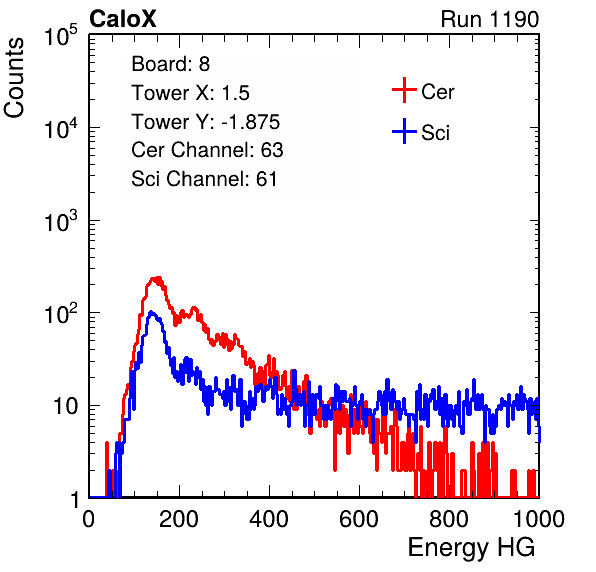 CaloX Run 1190
Counts
10^5
10^4
10^3
10^2
10
1
Board: 8
Tower X: 1.5
Tower Y: -1.875
Cer Channel: 63
Sci Channel: 61
Cer
Sci
0 200 400 600 800 1000
Energy HG